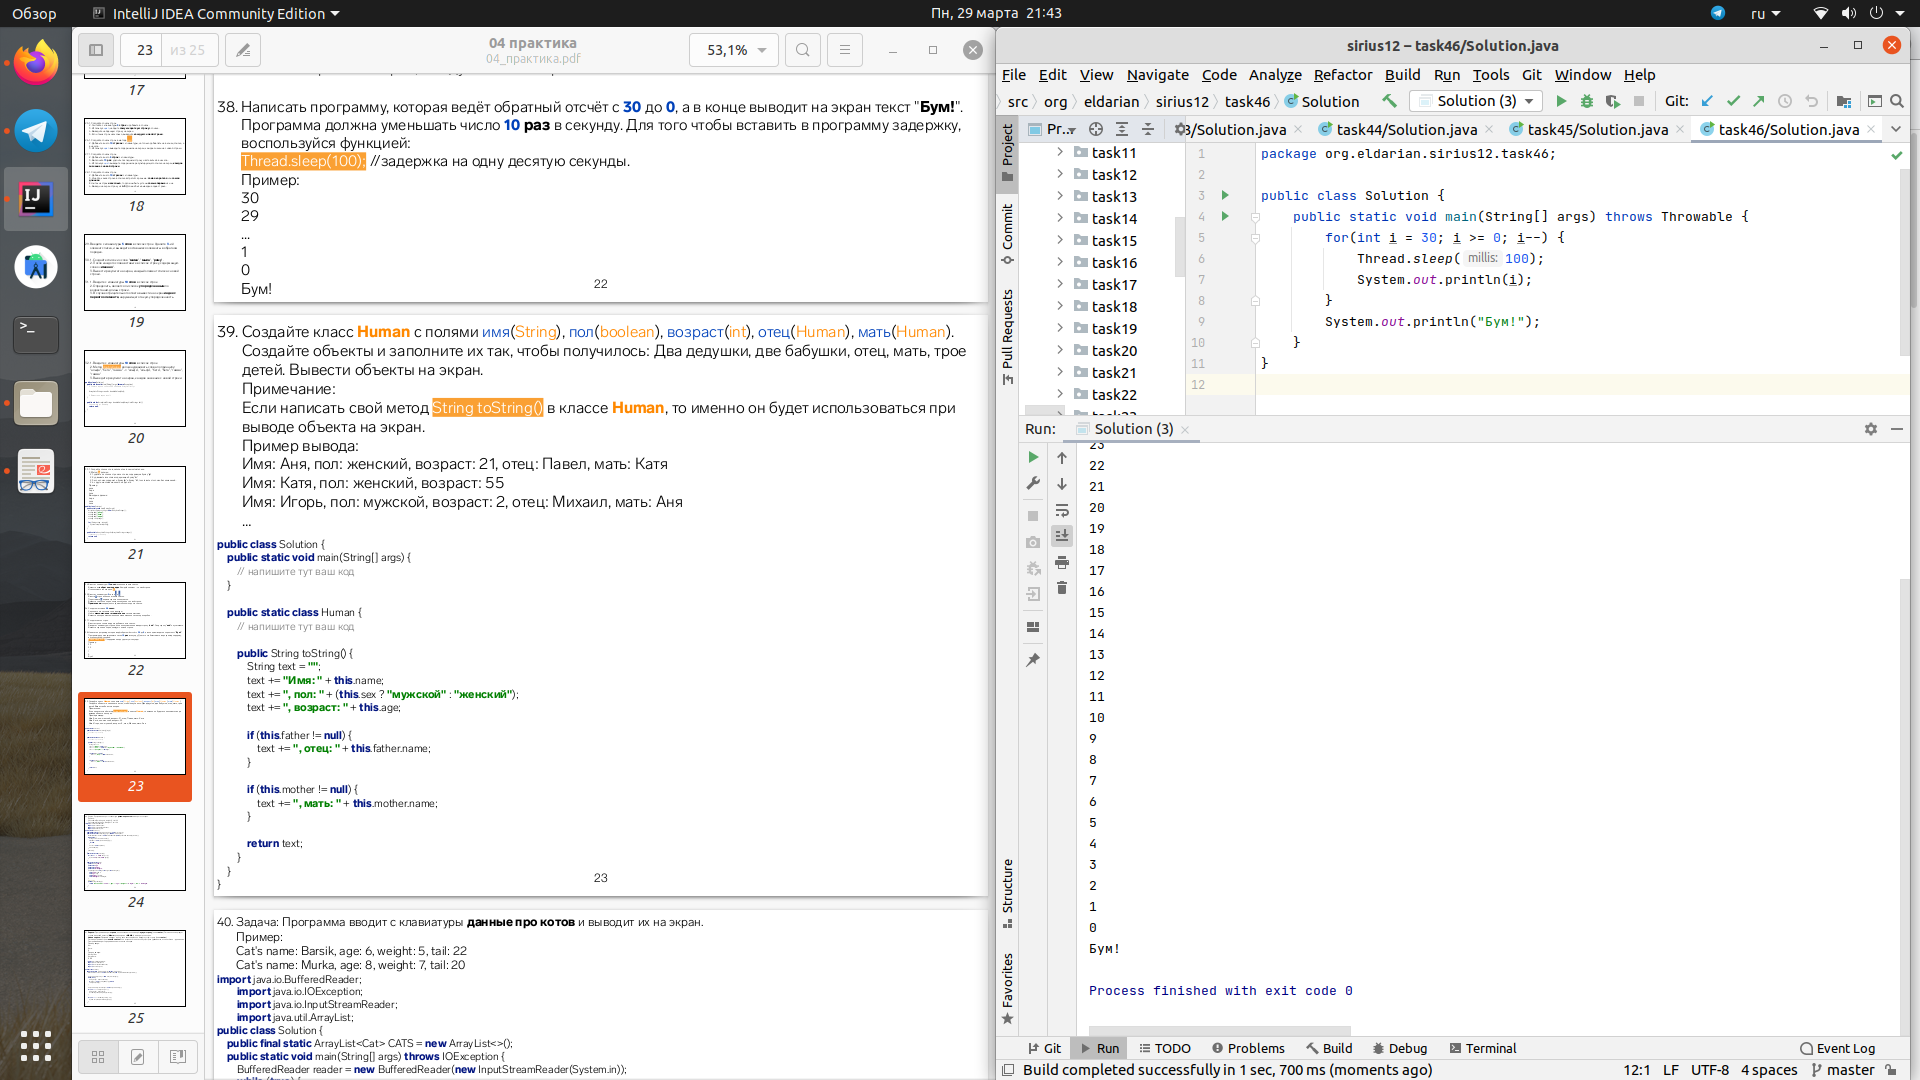 Обзор
IntelliJ IDEA Community Edition
Пн, 29 марта 21:43
ru
23
из 25
04 практика
04_практика.pdf
53,1%
17
18
19
20
21
22
23
24
25
38. Написать программу, которая ведёт обратный отсчёт с 30 до 0, а в конце выводит на экран текст "Бум!".
Программа должна уменьшать число 10 раз в секунду. Для того чтобы вставить в программу задержку,
воспользуйся функцией:
Thread.sleep(100); //задержка на одну десятую секунды.
Пример:
30
29
...
1
0
Бум!
22
39. Создайте класс Human с полями имя(String), пол(boolean), возраст(int), отец(Human), мать(Human).
Создайте объекты и заполните их так, чтобы получилось: Два дедушки, две бабушки, отец, мать, трое
детей. Вывести объекты на экран.
Примечание:
Если написать свой метод String toString() в классе Human, то именно он будет использоваться при
выводе объекта на экран.
Пример вывода:
Имя: Аня, пол: женский, возраст: 21, отец: Павел, мать: Катя
Имя: Катя, пол: женский, возраст: 55
Имя: Игорь, пол: мужской, возраст: 2, отец: Михаил, мать: Аня
...
public class Solution {
public static void main(String[] args) {
// напишите тут ваш код
}
public static class Human {
// напишите тут ваш код
public String toString() {
String text = "";
text += "Имя: " + this.name;
text += ", пол: " + (this.sex ? "мужской" : "женский");
text += ", возраст: " + this.age;
if (this.father != null) {
text += ", отец: " + this.father.name;
}
if (this.mother != null) {
text += ", мать: " + this.mother.name;
}
return text;
}
}
}
23
40. Задача: Программа вводит с клавиатуры данные про котов и выводит их на экран.
Пример:
Cat's name: Barsik, age: 6, weight: 5, tail: 22
Cat's name: Murka, age: 8, weight: 7, tail: 20
import java.io.BufferedReader;
import java.io.IOException;
import java.io.InputStreamReader;
import java.util.ArrayList;
public class Solution {
public final static ArrayList<Cat> CATS = new ArrayList<>();
public static void main(String[] args) throws IOException {
BufferedReader reader = new BufferedReader(new InputStreamReader(System.in));
sirius12 – task46/Solution.java
File Edit View Navigate Code Analyze Refactor Build Run Tools Git Window Help
src org eldarian sirius12 task46 Solution
Solution (3)
Git:
Pr...
3/Solution.java
task44/Solution.java
task45/Solution.java
task46/Solution.java
Project
Commit
Pull Requests
Structure
Favorites
task11
task12
task13
task14
task15
task16
task17
task18
task19
task20
task21
task22
1 package org.eldarian.sirius12.task46;
2
3 public class Solution {
4 public static void main(String[] args) throws Throwable {
5 for(int i = 30; i >= 0; i--) {
6 Thread.sleep( millis: 100);
7 System.out.println(i);
8 }
9 System.out.println("Бум!");
10 }
11 }
12
Run: Solution (3)
23
22
21
20
19
18
17
16
15
14
13
12
11
10
9
8
7
6
5
4
3
2
1
0
Бум!
Process finished with exit code 0
Git Run TODO Problems Build Debug Terminal Event Log
Build completed successfully in 1 sec, 700 ms (moments ago)
12:1 LF UTF-8 4 spaces master